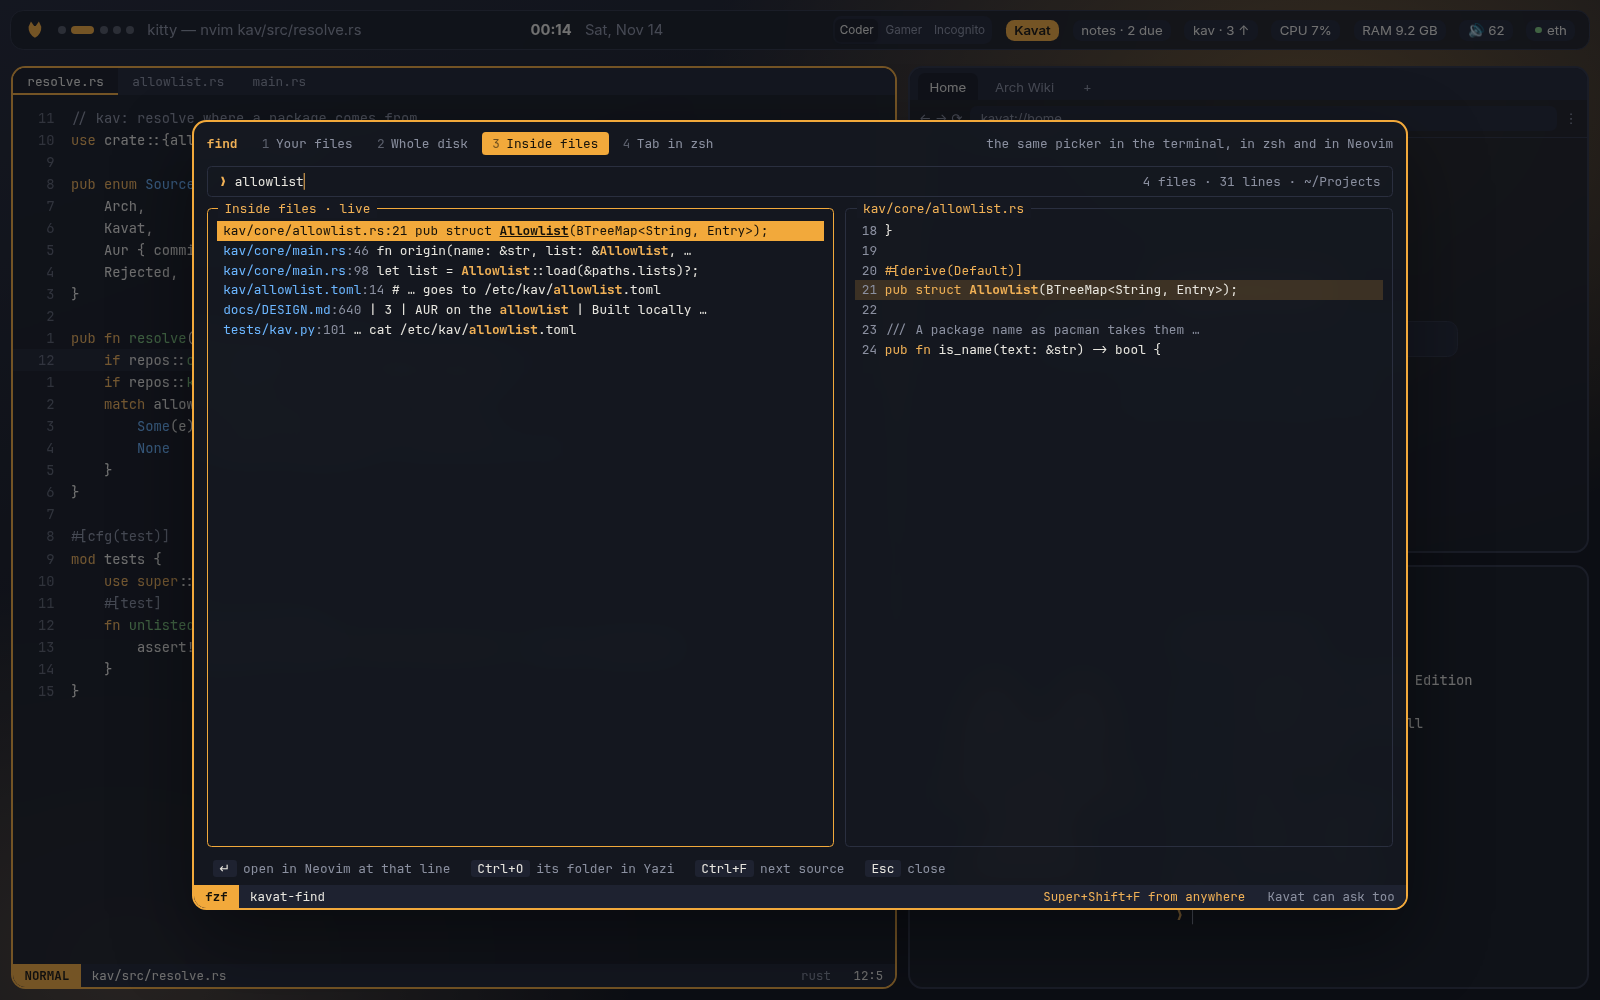 kitty — nvim kav/src/resolve.rs
00:14 Sat, Nov 14
Coder Gamer Incognito
Kavat
notes · 2 due
kav · 3 ↑
CPU 7%
RAM 9.2 GB
62
eth
resolve.rs allowlist.rs main.rs
11 // kav: resolve where a package comes from
10 use crate::{all
9
8 pub enum Source
7 Arch,
6 Kavat,
5 Aur { commi
4 Rejected,
3 }
2
1 pub fn resolve(
12 if repos::
1 if repos::k
2 match allow
3 Some(e)
4 None
5 }
6 }
7
8 #[cfg(test)]
9 mod tests {
10 use super::
11 #[test]
12 fn unlisted
13 assert!
14 }
15 }
NORMAL kav/src/resolve.rs rust 12:5
Home Arch Wiki +
← → ⟳ kavat://home ⋮
find 1 Your files 2 Whole disk 3 Inside files 4 Tab in zsh the same picker in the terminal, in zsh and in Neovim
❯ allowlist 4 files · 31 lines · ~/Projects
Inside files · live
kav/core/allowlist.rs:21 pub struct Allowlist(BTreeMap<String, Entry>);
kav/core/main.rs:46 fn origin(name: &str, list: &Allowlist, …
kav/core/main.rs:98 let list = Allowlist::load(&paths.lists)?;
kav/allowlist.toml:14 # … goes to /etc/kav/allowlist.toml
docs/DESIGN.md:640 | 3 | AUR on the allowlist | Built locally …
tests/kav.py:101 … cat /etc/kav/allowlist.toml
kav/core/allowlist.rs
18 }
19
20 #[derive(Default)]
21 pub struct Allowlist(BTreeMap<String, Entry>);
22
23 /// A package name as pacman takes them …
24 pub fn is_name(text: &str) -> bool {
↵ open in Neovim at that line Ctrl+O its folder in Yazi Ctrl+F next source Esc close
fzf kavat-find Super+Shift+F from anywhere Kavat can ask too
Edition
ll
❯